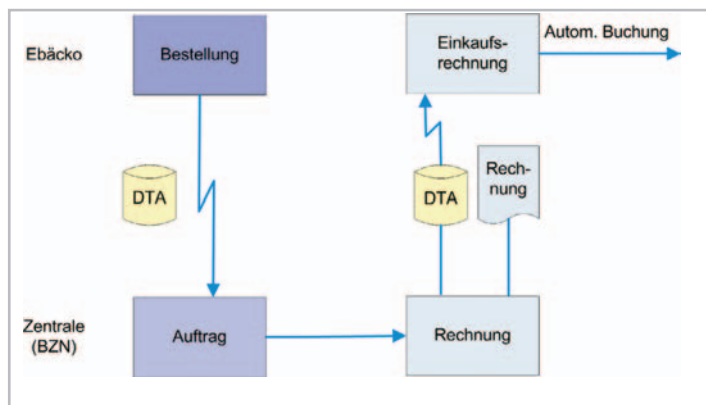 Ebäcko
Bestellung
Einkaufs-
rechnung
Autom. Buchung
DTA
DTA
Rech-
nung
Zentrale
(BZN)
Auftrag
Rechnung